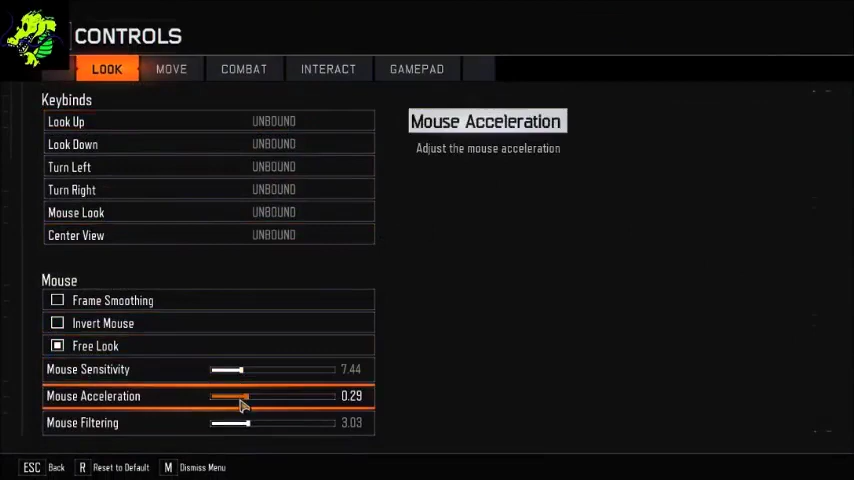 CONTROLS
LOOK MOVE COMBAT INTERACT GAMEPAD
Keybinds
Look Up UNBOUND
Look Down UNBOUND
Turn Left UNBOUND
Turn Right UNBOUND
Mouse Look UNBOUND
Center View UNBOUND
Mouse
Frame Smoothing
Invert Mouse
Free Look
Mouse Sensitivity 7.44
Mouse Acceleration 0.29
Mouse Filtering 3.03
Mouse Acceleration
Adjust the mouse acceleration
ESC Back R Reset to Default M Dismiss Menu